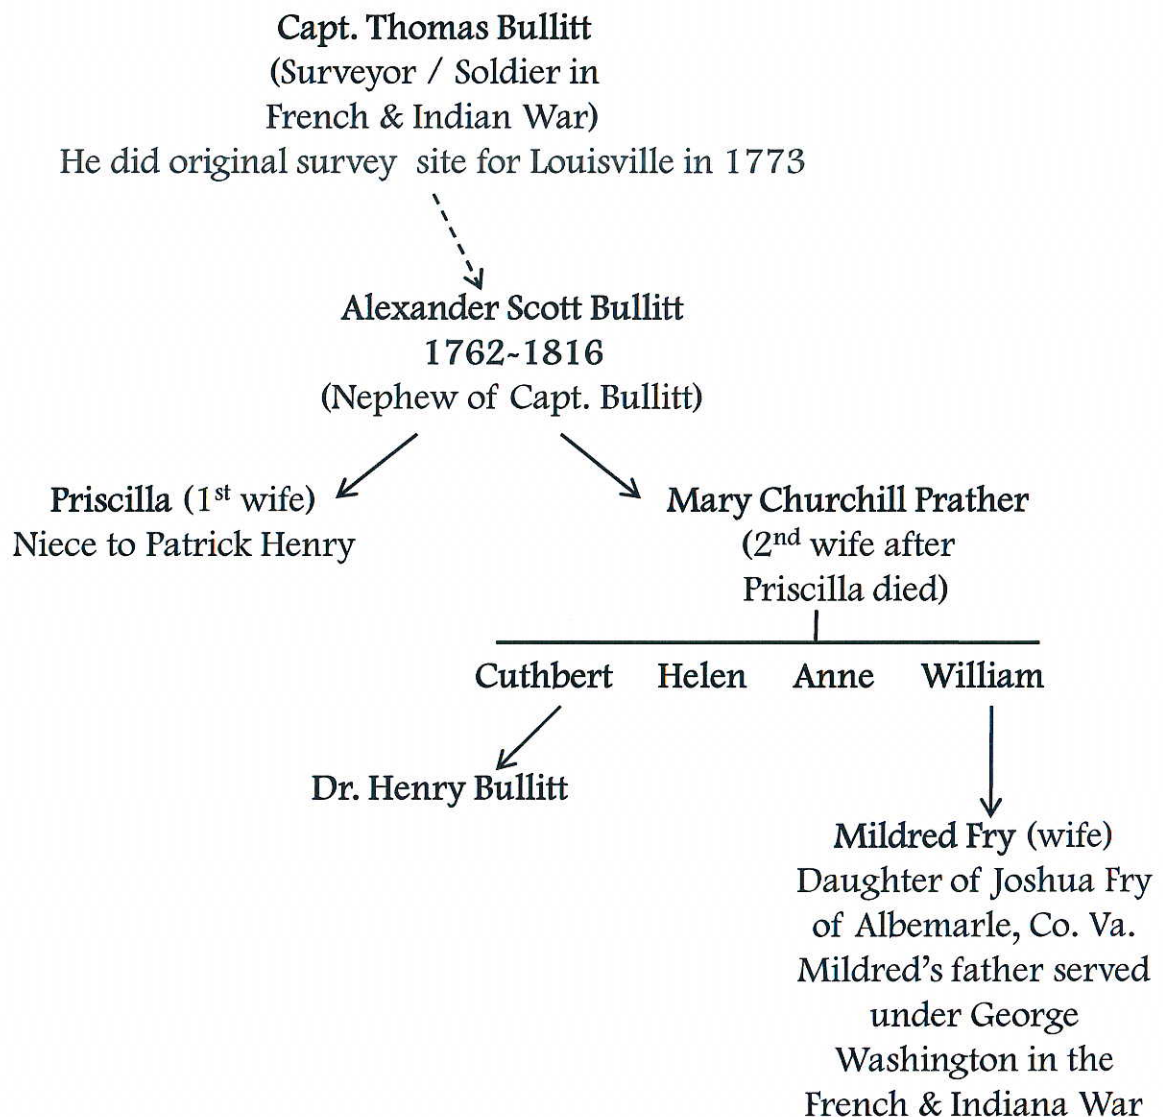 Capt. Thomas Bullitt
(Surveyor / Soldier in
French & Indian War)
He did original survey site for Louisville in 1773
Alexander Scott Bullitt
1762~1816
(Nephew of Capt. Bullitt)
Priscilla (1st wife)
Niece to Patrick Henry
Mary Churchill Prather
(2nd wife after
Priscilla died)
Cuthbert Helen Anne William
Dr. Henry Bullitt
Mildred Fry (wife)
Daughter of Joshua Fry
of Albemarle, Co. Va.
Mildred's father served
under George
Washington in the
French & Indiana War